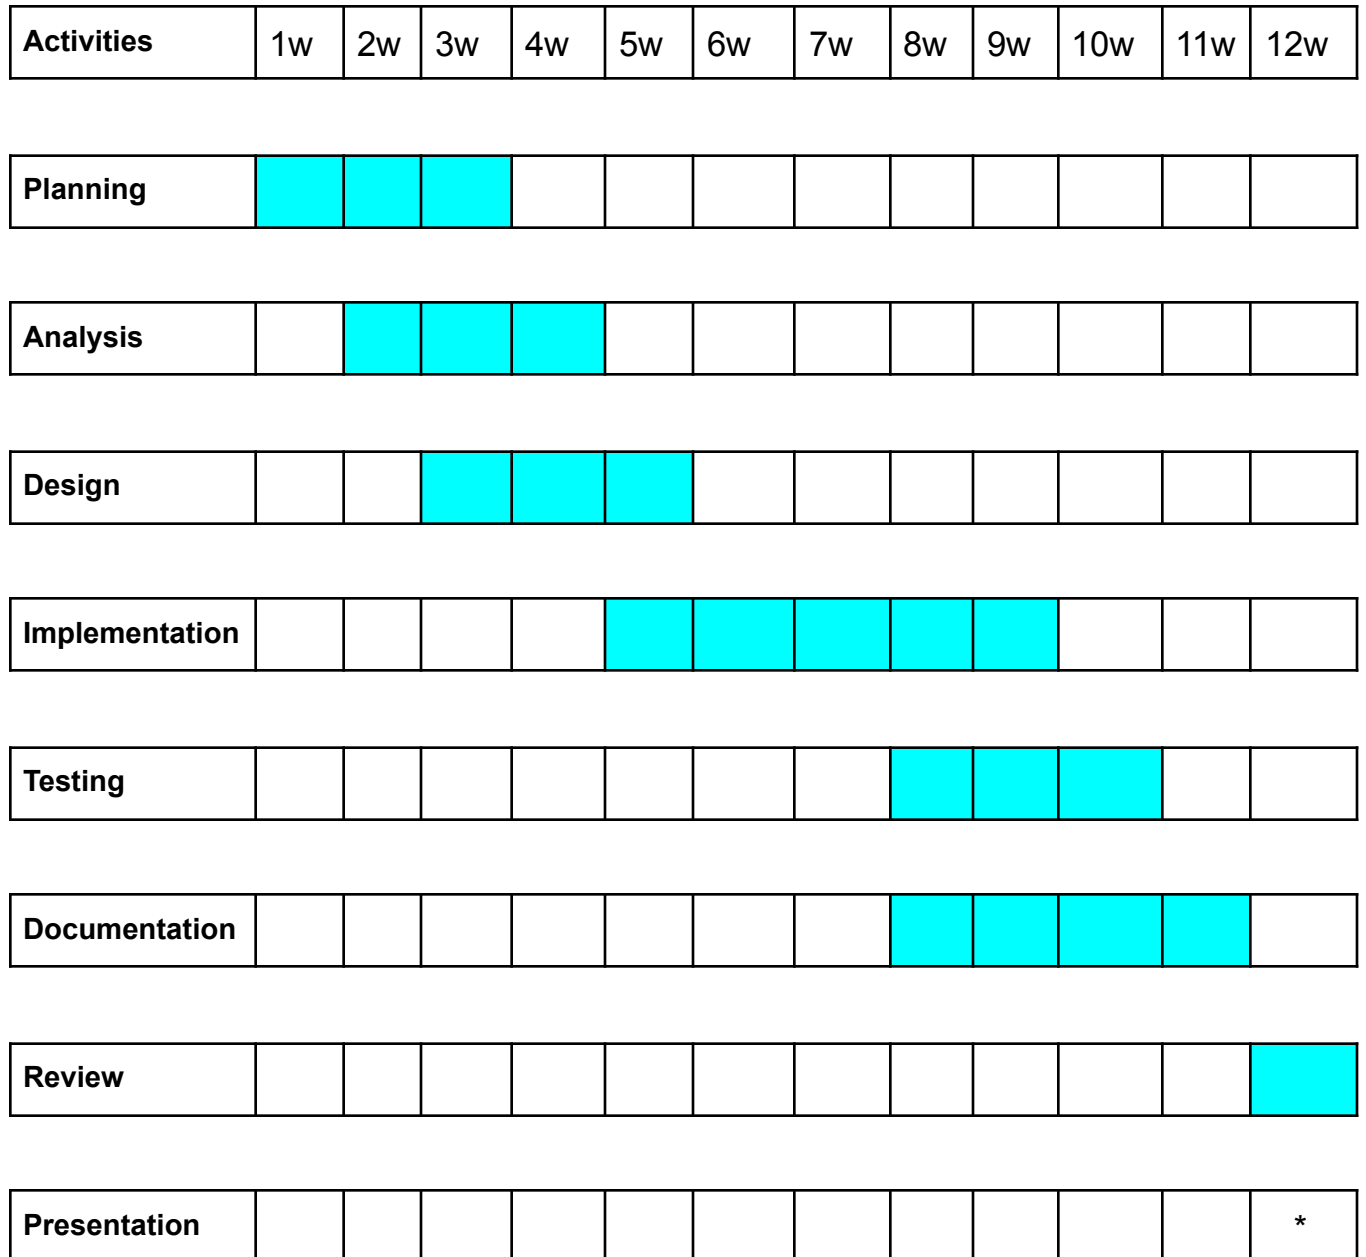 Activities 1w 2w 3w 4w 5w 6w 7w 8w 9w 10w 11w 12w
Planning
Analysis
Design
Implementation
Testing
Documentation
Review
Presentation *